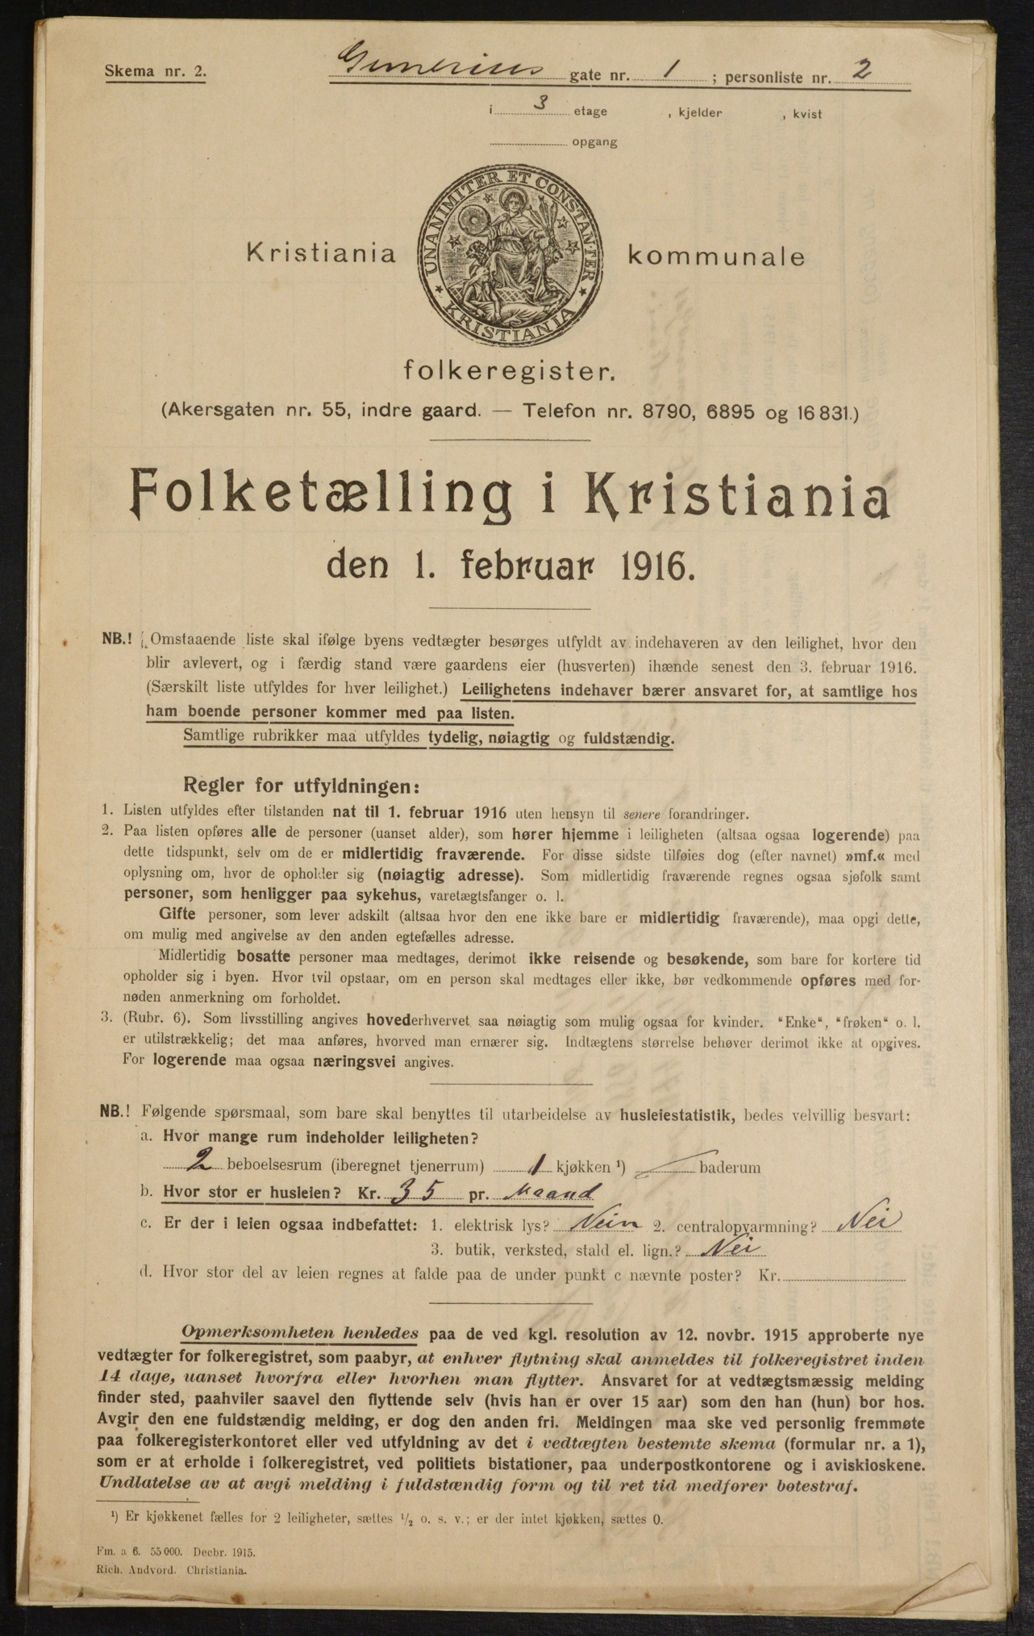 Skema nr. 2.
Gunerius gate nr. 1 ; personliste nr. 2
i 3 etage , kjelder , kvist
opgang
UNANIMITER ET CONSTANTER
KRISTIANIA
Kristiania kommunale
folkeregister.
(Akersgaten nr. 55, indre gaard. — Telefon nr. 8790, 6895 og 16 831.)
Folketælling i Kristiania
den 1. februar 1916.
NB.! Omstaaende liste skal ifølge byens vedtægter besørges utfyldt av indehaveren av den leilighet, hvor den
blir avlevert, og i færdig stand være gaardens eier (husverten) ihænde senest den 3. februar 1916.
(Særskilt liste utfyldes for hver leilighet.) Leilighetens indehaver bærer ansvaret for, at samtlige hos
ham boende personer kommer med paa listen.
Samtlige rubrikker maa utfyldes tydelig, nøiagtig og fuldstændig.
Regler for utfyldningen:
1. Listen utfyldes efter tilstanden nat til 1. februar 1916 uten hensyn til senere forandringer.
2. Paa listen opføres alle de personer (uanset alder), som hører hjemme i leiligheten (altsaa ogsaa logerende) paa
dette tidspunkt, selv om de er midlertidig fraværende. For disse sidste tilføies dog (efter navnet) »mf.« med
oplysning om, hvor de opholder sig (nøiagtig adresse). Som midlertidig fraværende regnes ogsaa sjøfolk samt
personer, som henligger paa sykehus, varetægtsfanger o. l.
Gifte personer, som lever adskilt (altsaa hvor den ene ikke bare er midlertidig fraværende), maa opgi dette,
om mulig med angivelse av den anden egtefælles adresse.
Midlertidig bosatte personer maa medtages, derimot ikke reisende og besøkende, som bare for kortere tid
opholder sig i byen. Hvor tvil opstaar, om en person skal medtages eller ikke, bør vedkommende opføres med for-
nøden anmerkning om forholdet.
3. (Rubr. 6). Som livsstilling angives hovederhvervet saa nøiagtig som mulig ogsaa for kvinder. "Enke", "frøken" o. l.
er utilstrækkelig; det maa anføres, hvorved man ernærer sig. Indtægtens størrelse behøver derimot ikke at opgives.
For logerende maa ogsaa næringsvei angives.
NB.! Følgende spørsmaal, som bare skal benyttes til utarbeidelse av husleiestatistik, bedes velvillig besvart:
a. Hvor mange rum indeholder leiligheten?
2 beboelsesrum (iberegnet tjenerrum) 1 kjøkken ¹) baderum
b. Hvor stor er husleien? Kr. 35 pr. Maand
c. Er der i leien ogsaa indbefattet: 1. elektrisk lys? Nein 2. centralopvarmning? Nei
3. butik, verksted, stald el. lign.? Nei
d. Hvor stor del av leien regnes at falde paa de under punkt c nævnte poster? Kr.
Opmerksomheten henledes paa de ved kgl. resolution av 12. novbr. 1915 approberte nye
vedtægter for folkeregistret, som paabyr, at enhver flytning skal anmeldes til folkeregistret inden
14 dage, uanset hvorfra eller hvorhen man flytter. Ansvaret for at vedtægtsmæssig melding
finder sted, paahviler saavel den flyttende selv (hvis han er over 15 aar) som den han (hun) bor hos.
Avgir den ene fuldstændig melding, er dog den anden fri. Meldingen maa ske ved personlig fremmøte
paa folkeregisterkontoret eller ved utfyldning av det i vedtægten bestemte skema (formular nr. a 1),
som er at erholde i folkeregistret, ved politiets bistationer, paa underpostkontorene og i aviskioskene.
Undlatelse av at avgi melding i fuldstændig form og til ret tid medfører bøtestraf.
¹) Er kjøkkenet fælles for 2 leiligheter, sættes ½ o. s. v.; er der intet kjøkken, sættes 0.
Fm. a 6. 55 000. Decbr. 1915.
Rich. Andvord. Christiania.